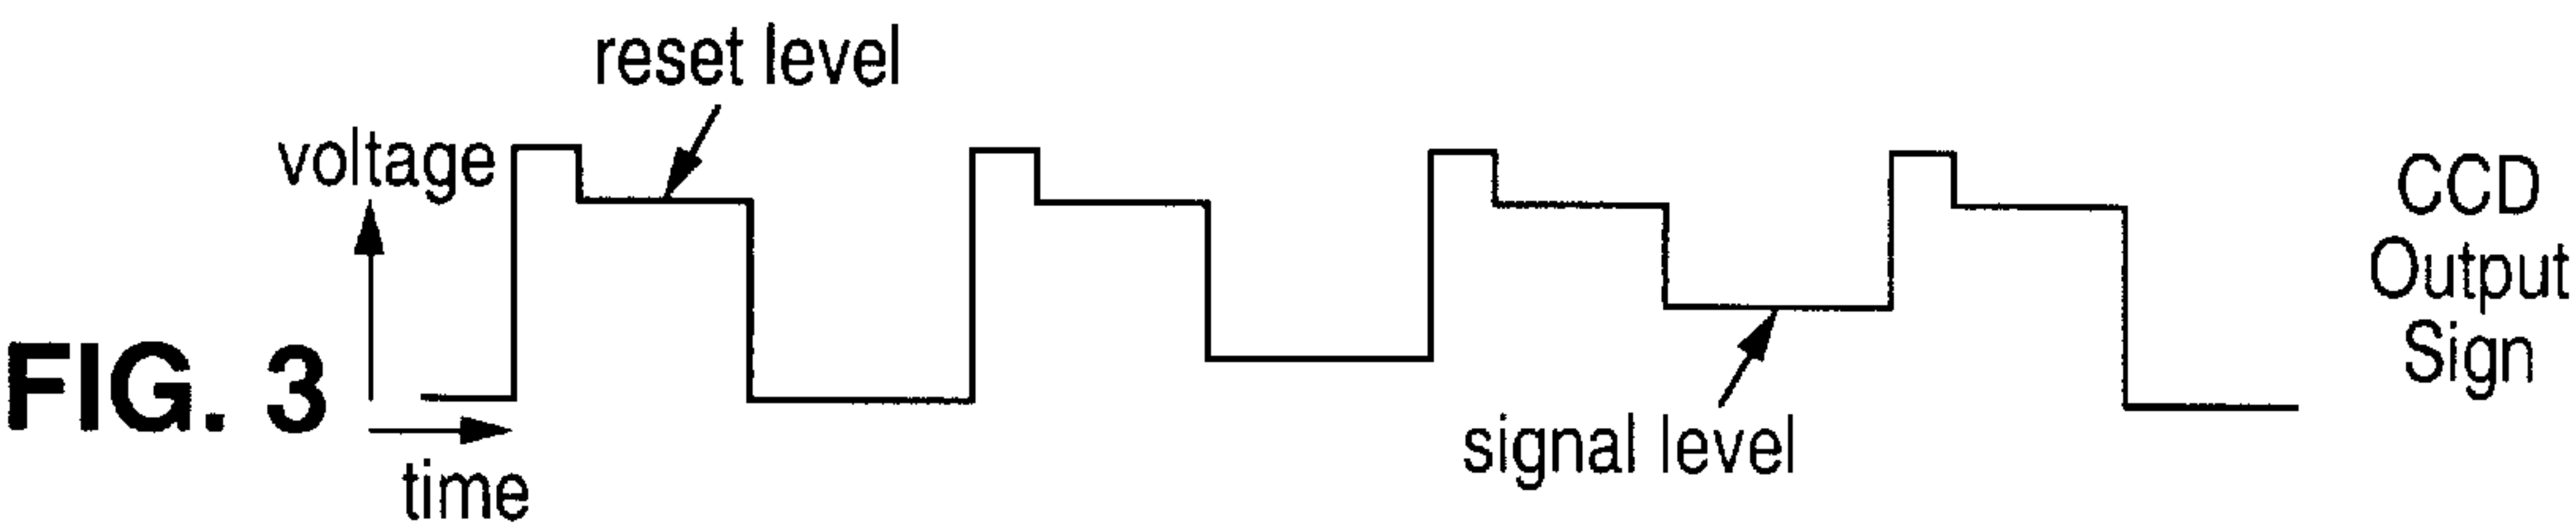 reset level
voltage
CCD
Output
Sign
FIG. 3
signal level
time